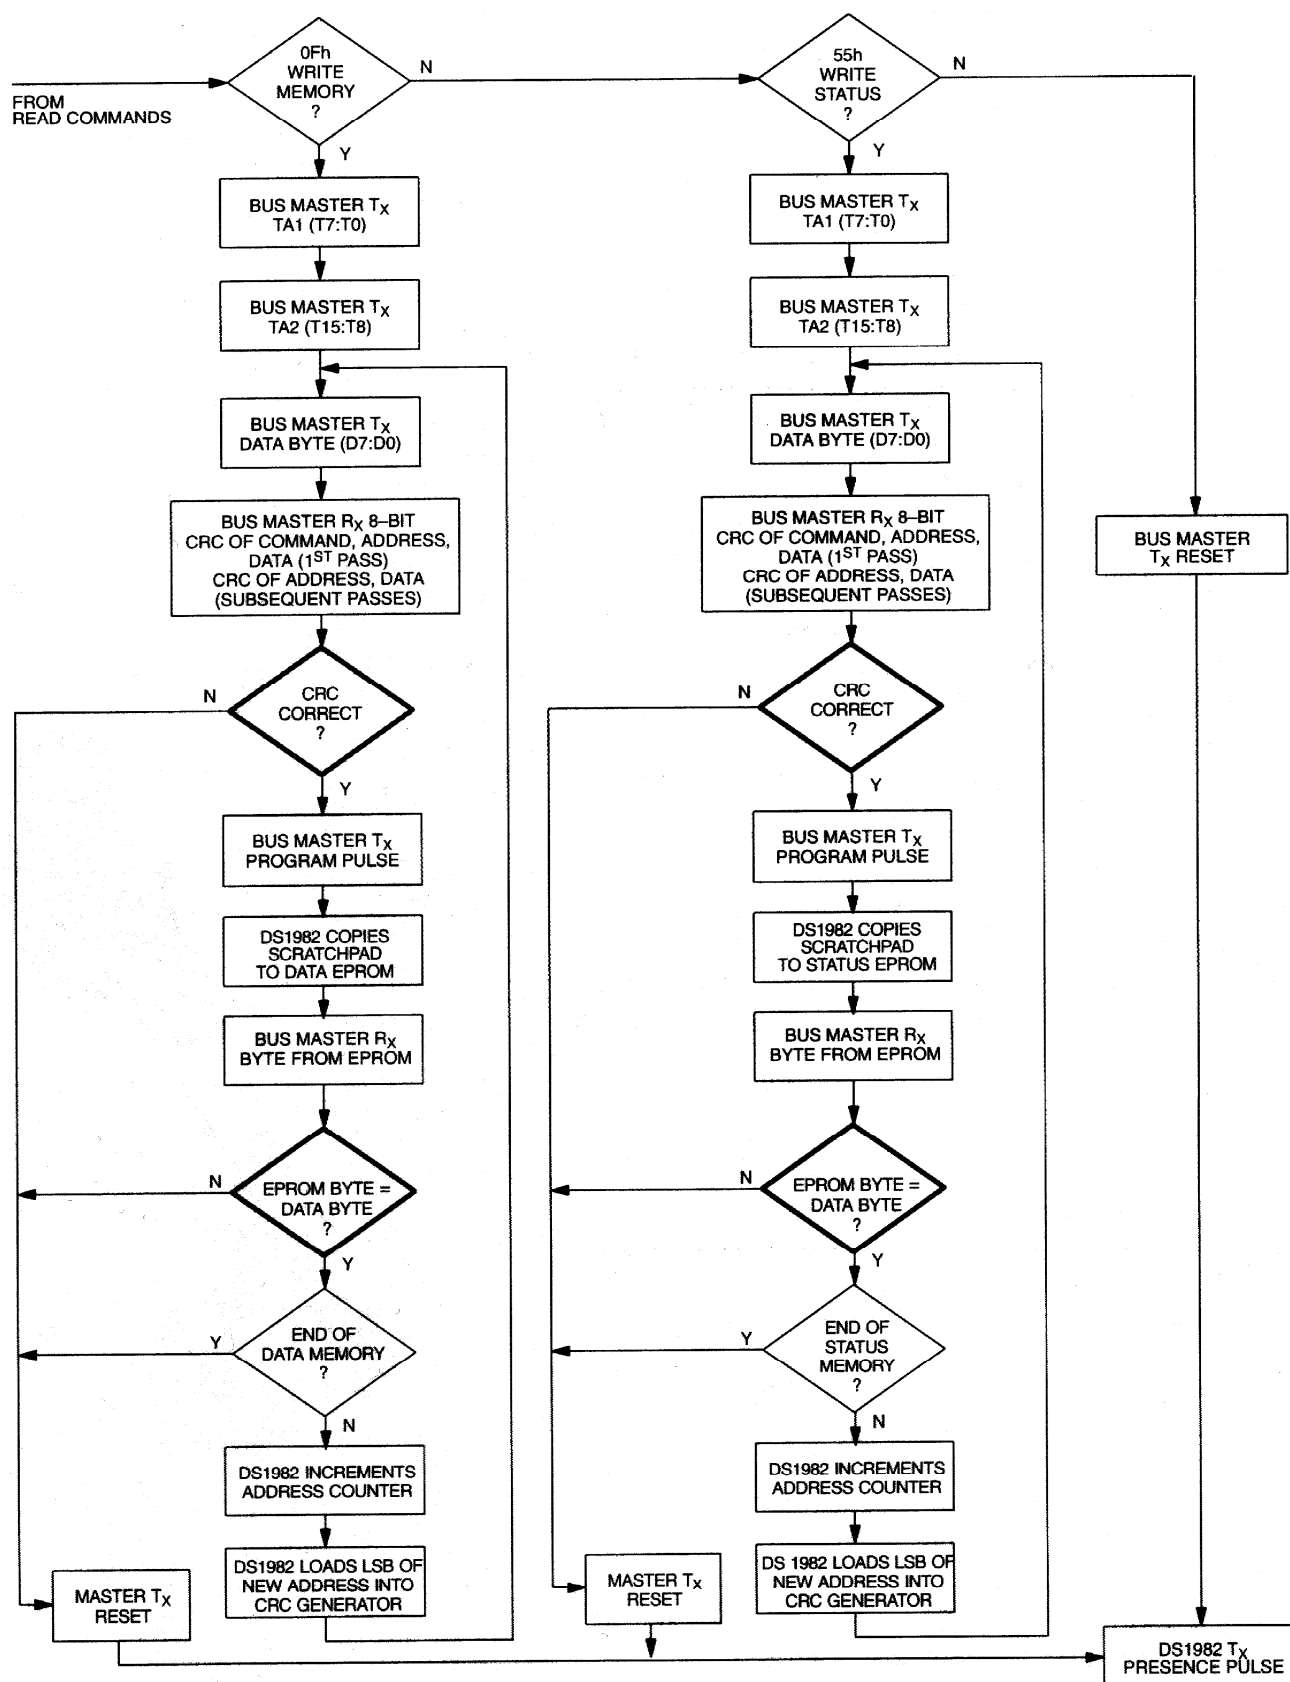 0Fh
WRITE
MEMORY
?
N
FROM
READ COMMANDS
Y
BUS MASTER TX
TA1 (T7:T0)
BUS MASTER TX
TA2 (T15:T8)
BUS MASTER TX
DATA BYTE (D7:D0)
BUS MASTER RX 8–BIT
CRC OF COMMAND, ADDRESS,
DATA (1ST PASS)
CRC OF ADDRESS, DATA
(SUBSEQUENT PASSES)
N
CRC
CORRECT
?
Y
BUS MASTER TX
PROGRAM PULSE
DS1982 COPIES
SCRATCHPAD
TO DATA EPROM
BUS MASTER RX
BYTE FROM EPROM
N
EPROM BYTE =
DATA BYTE
?
Y
Y
END OF
DATA MEMORY
?
N
DS1982 INCREMENTS
ADDRESS COUNTER
DS1982 LOADS LSB OF
NEW ADDRESS INTO
CRC GENERATOR
MASTER TX
RESET
55h
WRITE
STATUS
?
N
Y
BUS MASTER TX
TA1 (T7:T0)
BUS MASTER TX
TA2 (T15:T8)
BUS MASTER TX
DATA BYTE (D7:D0)
BUS MASTER RX 8–BIT
CRC OF COMMAND, ADDRESS,
DATA (1ST PASS)
CRC OF ADDRESS, DATA
(SUBSEQUENT PASSES)
N
CRC
CORRECT
?
Y
BUS MASTER TX
PROGRAM PULSE
DS1982 COPIES
SCRATCHPAD
TO STATUS EPROM
BUS MASTER RX
BYTE FROM EPROM
N
EPROM BYTE =
DATA BYTE
?
Y
Y
END OF
STATUS
MEMORY
?
N
DS1982 INCREMENTS
ADDRESS COUNTER
DS 1982 LOADS LSB OF
NEW ADDRESS INTO
CRC GENERATOR
MASTER TX
RESET
BUS MASTER
TX RESET
DS1982 TX
PRESENCE PULSE